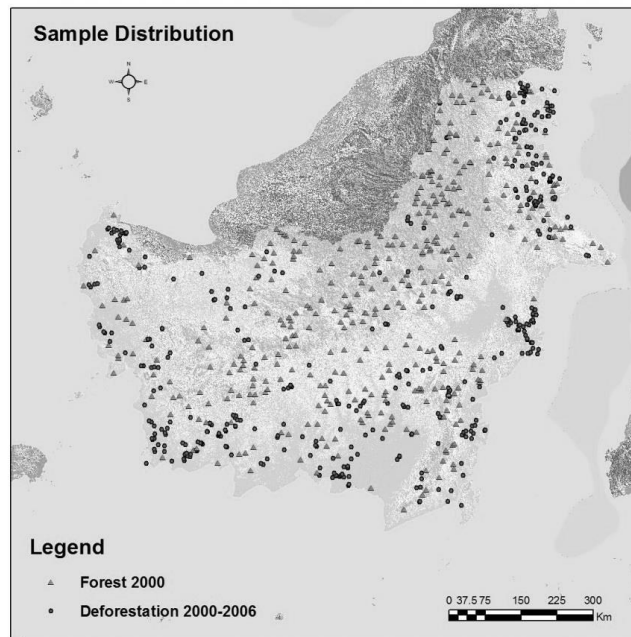 Sample Distribution
N
W E
S
Legend
Forest 2000
Deforestation 2000-2006
0 37.5 75 150 225 300
Km